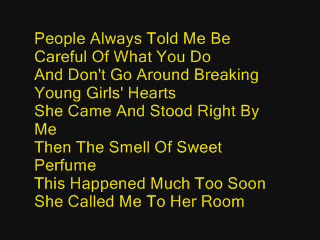 People Always Told Me Be
Careful Of What You Do
And Don't Go Around Breaking
Young Girls' Hearts
She Came And Stood Right By
Me
Then The Smell Of Sweet
Perfume
This Happened Much Too Soon
She Called Me To Her Room